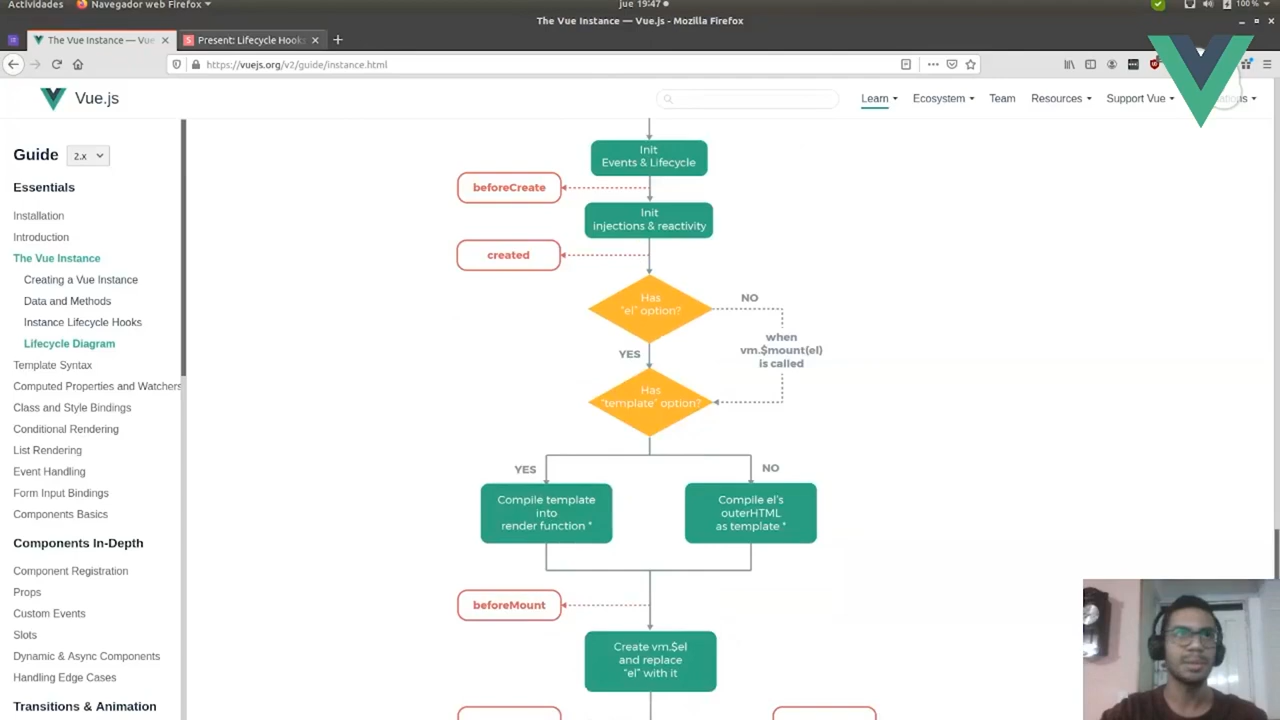 Actividades
Navegador web Firefox
jue 19:47
100 %
The Vue Instance — Vue.js - Mozilla Firefox
The Vue Instance — Vue
Present: Lifecycle Hooks
https://vuejs.org/v2/guide/instance.html
Vue.js
Learn
Ecosystem
Team
Resources
Support Vue
Guide
2.x
Essentials
Installation
Introduction
The Vue Instance
Creating a Vue Instance
Data and Methods
Instance Lifecycle Hooks
Lifecycle Diagram
Template Syntax
Computed Properties and Watchers
Class and Style Bindings
Conditional Rendering
List Rendering
Event Handling
Form Input Bindings
Components Basics
Components In-Depth
Component Registration
Props
Custom Events
Slots
Dynamic & Async Components
Handling Edge Cases
Transitions & Animation
Init
Events & Lifecycle
beforeCreate
Init
injections & reactivity
created
Has
"el" option?
NO
when
vm.$mount(el)
is called
YES
Has
"template" option?
YES
NO
Compile template
into
render function *
Compile el's
outerHTML
as template *
beforeMount
Create vm.$el
and replace
"el" with it